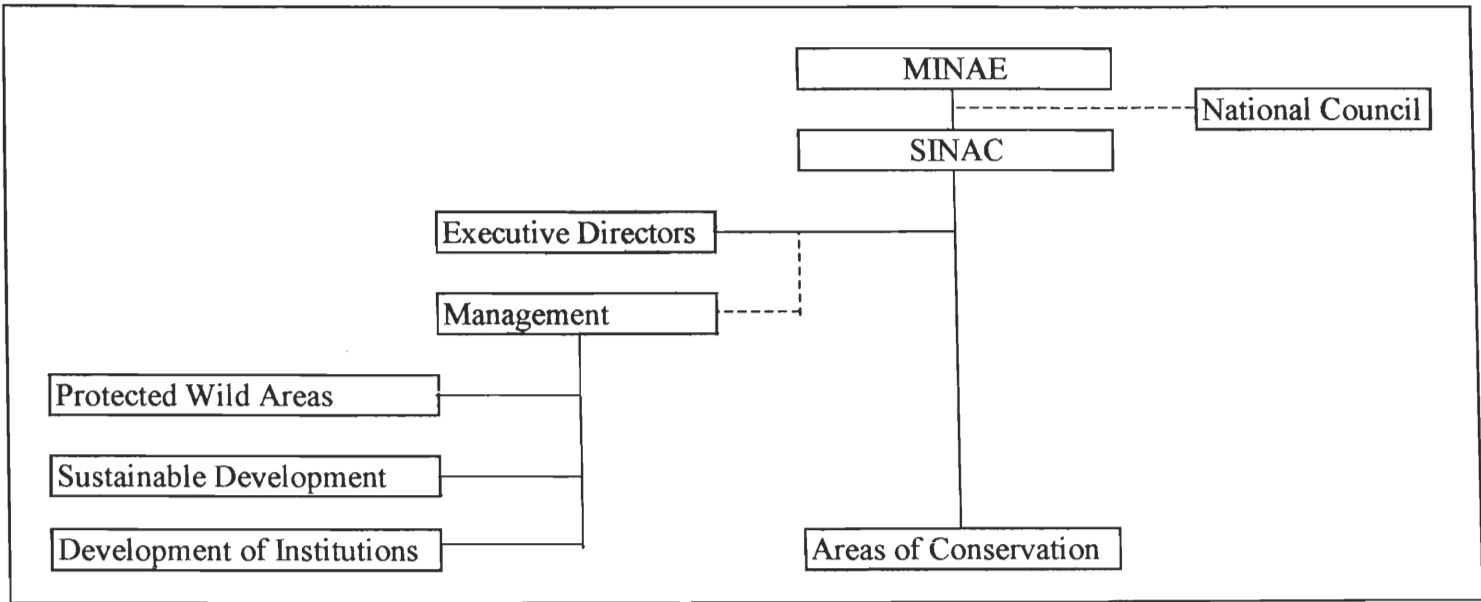 MINAE
National Council
SINAC
Executive Directors
Management
Protected Wild Areas
Sustainable Development
Development of Institutions
Areas of Conservation